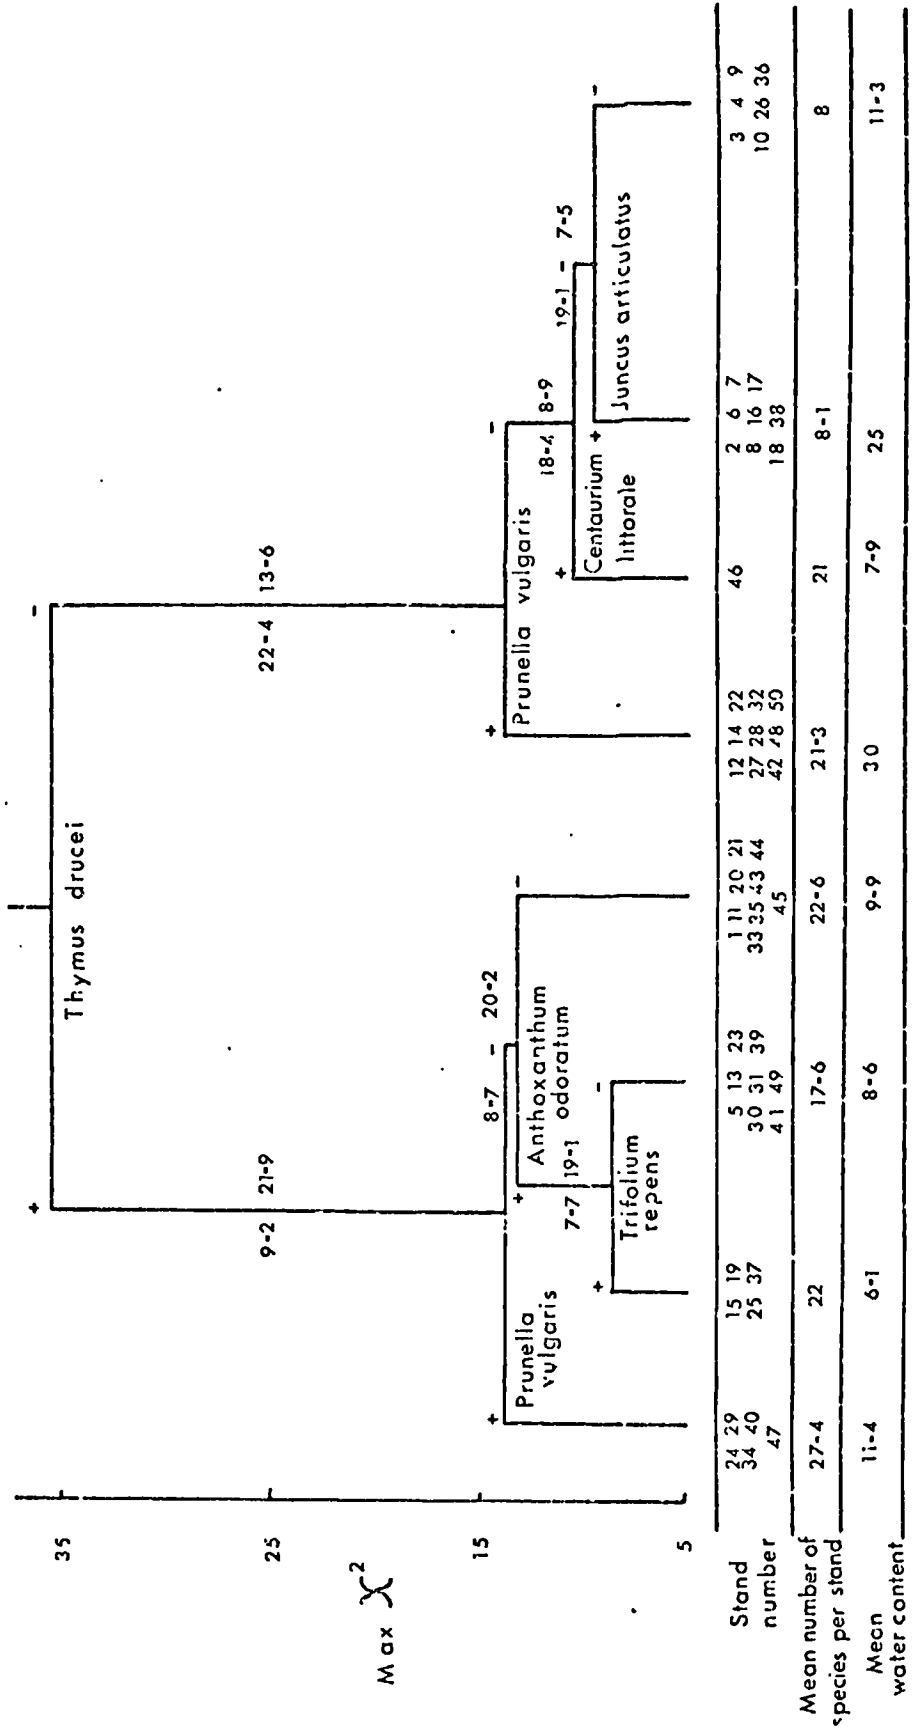 + -
Thymus drucei
35
9-2 21-9
22-4 13-6
25
Max X²
15
+ -
8-7 20-2
Prunella
vulgaris
+ -
Anthoxanthum
odoratum
7-7 19-1
+ -
Trifolium
repens
+ -
Prunella vulgaris
18-4 8-9
+ -
Centaurium
littorale
19-1 7-5
+ -
Juncus articulatus
5
Stand
number
24 29 15 19 5 13 23 1 11 20 21 12 14 22 46 2 6 7 3 4 9
34 40 25 37 30 31 39 33 35 43 44 27 28 32 8 16 17 10 26 36
47 41 49 45 42 48 50 18 38
Mean number of
species per stand
27-4 22 17-6 22-6 21-3 21 8-1 8
Mean
water content
11-4 6-1 8-6 9-9 30 7-9 25 11-3